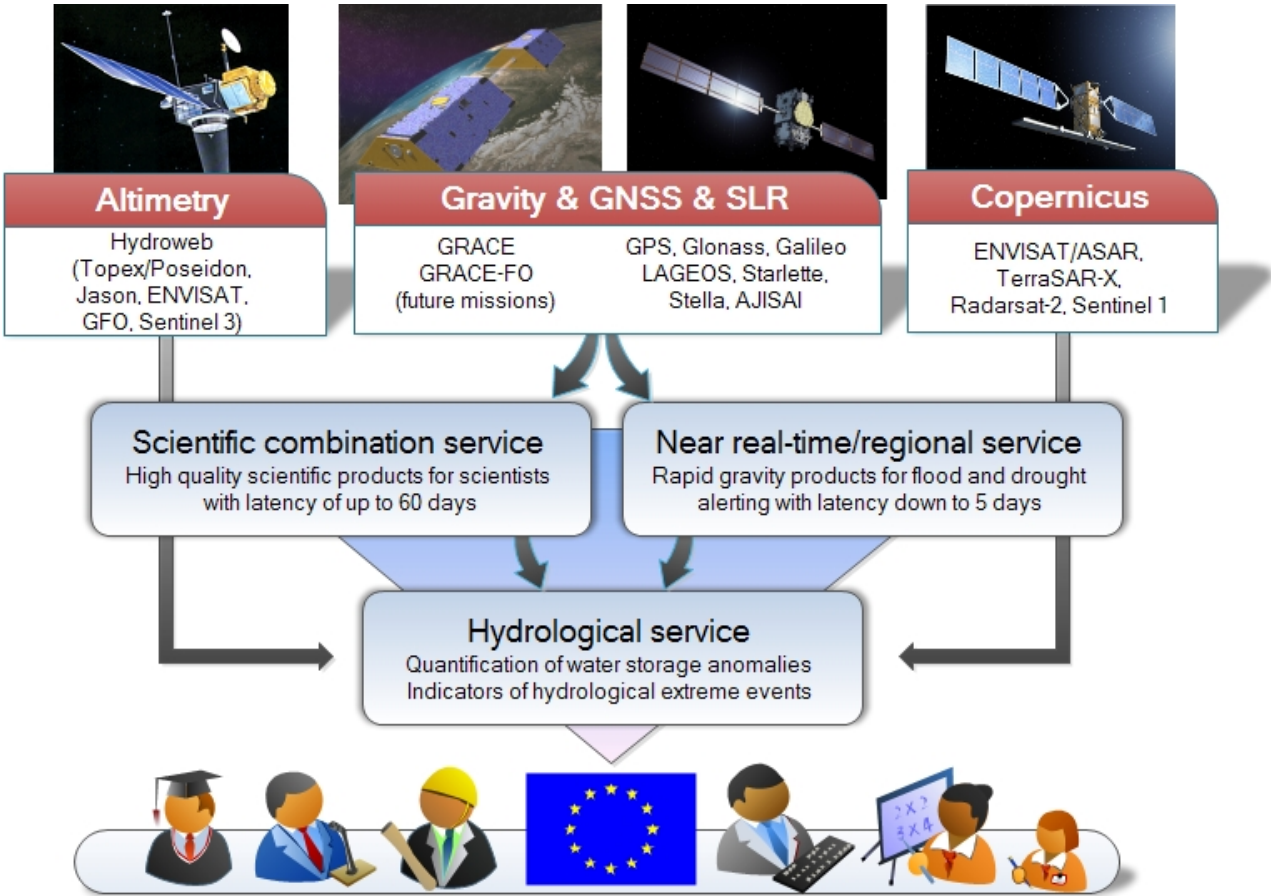 Altimetry
Hydroweb
(Topex/Poseidon,
Jason, ENVISAT,
GFO, Sentinel 3)
Gravity & GNSS & SLR
GRACE
GRACE-FO
(future missions)
GPS, Glonass, Galileo
LAGEOS, Starlette,
Stella, AJISAI
Copernicus
ENVISAT/ASAR,
TerraSAR-X,
Radarsat-2, Sentinel 1
Scientific combination service
High quality scientific products for scientists
with latency of up to 60 days
Near real-time/regional service
Rapid gravity products for flood and drought
alerting with latency down to 5 days
Hydrological service
Quantification of water storage anomalies
Indicators of hydrological extreme events
2 X 2
3 X 4